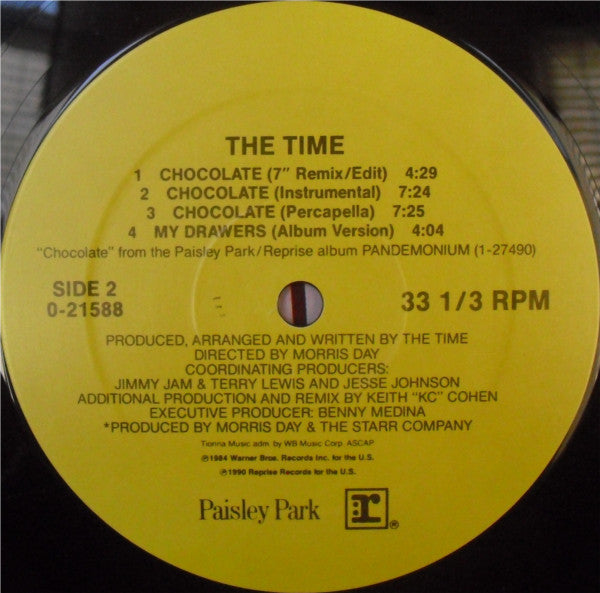 THE TIME
1 CHOCOLATE (7" Remix/Edit) 4:29
2 CHOCOLATE (Instrumental) 7:24
3 CHOCOLATE (Percapella) 7:25
4 MY DRAWERS (Album Version) 4:04
"Chocolate" from the Paisley Park/Reprise album PANDEMONIUM (1-27490)
SIDE 2
0-21588
33 1/3 RPM
PRODUCED, ARRANGED AND WRITTEN BY THE TIME
DIRECTED BY MORRIS DAY
COORDINATING PRODUCERS:
JIMMY JAM & TERRY LEWIS AND JESSE JOHNSON
ADDITIONAL PRODUCTION AND REMIX BY KEITH "KC" COHEN
EXECUTIVE PRODUCER: BENNY MEDINA
*PRODUCED BY MORRIS DAY & THE STARR COMPANY
Tionna Music adm. by WB Music Corp. ASCAP
℗1984 Warner Bros. Records Inc. for the U.S.
℗1990 Reprise Records for the U.S.
Paisley Park r®